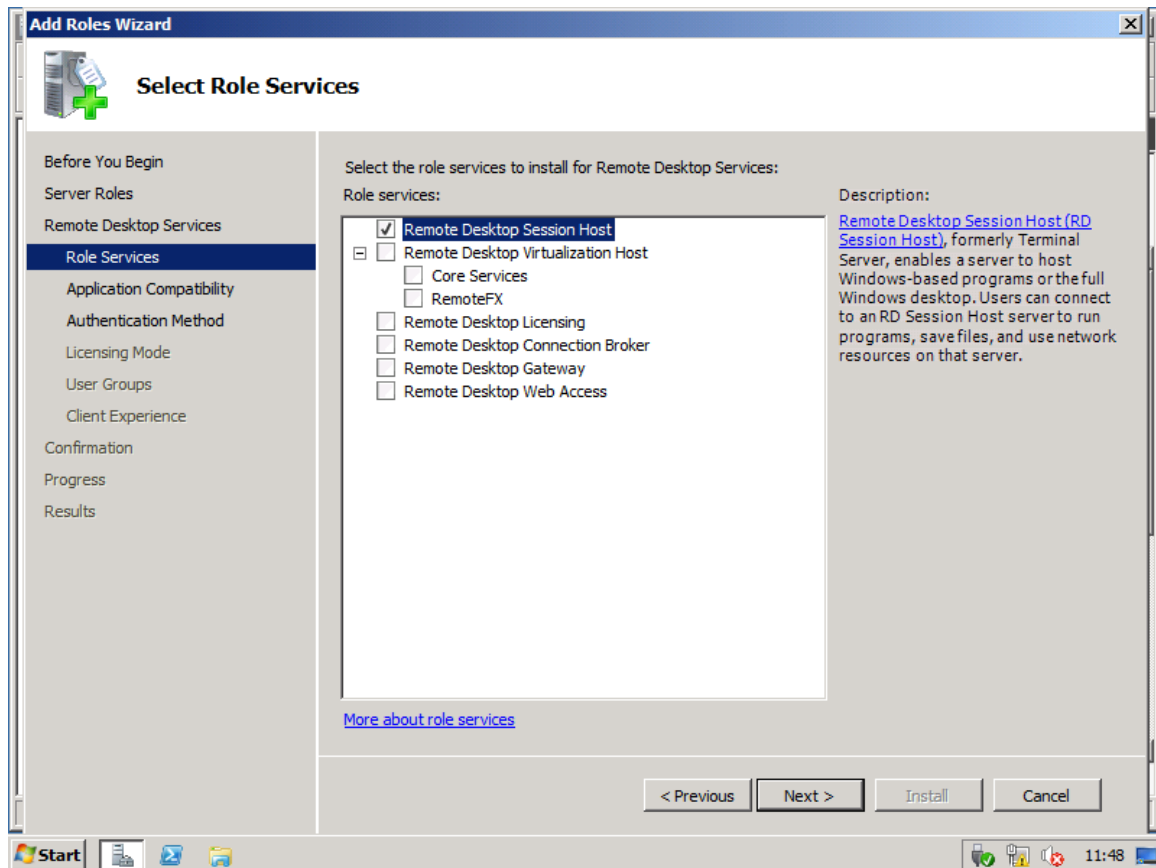 Add Roles Wizard
Select Role Services
Before You Begin
Server Roles
Remote Desktop Services
Role Services
Application Compatibility
Authentication Method
Licensing Mode
User Groups
Client Experience
Confirmation
Progress
Results
Select the role services to install for Remote Desktop Services:
Role services:
Remote Desktop Session Host
Remote Desktop Virtualization Host
Core Services
RemoteFX
Remote Desktop Licensing
Remote Desktop Connection Broker
Remote Desktop Gateway
Remote Desktop Web Access
More about role services
Description:
Remote Desktop Session Host (RD
Session Host), formerly Terminal
Server, enables a server to host
Windows-based programs or the full
Windows desktop. Users can connect
to an RD Session Host server to run
programs, save files, and use network
resources on that server.
< Previous
Next >
Install
Cancel
Start
11:48